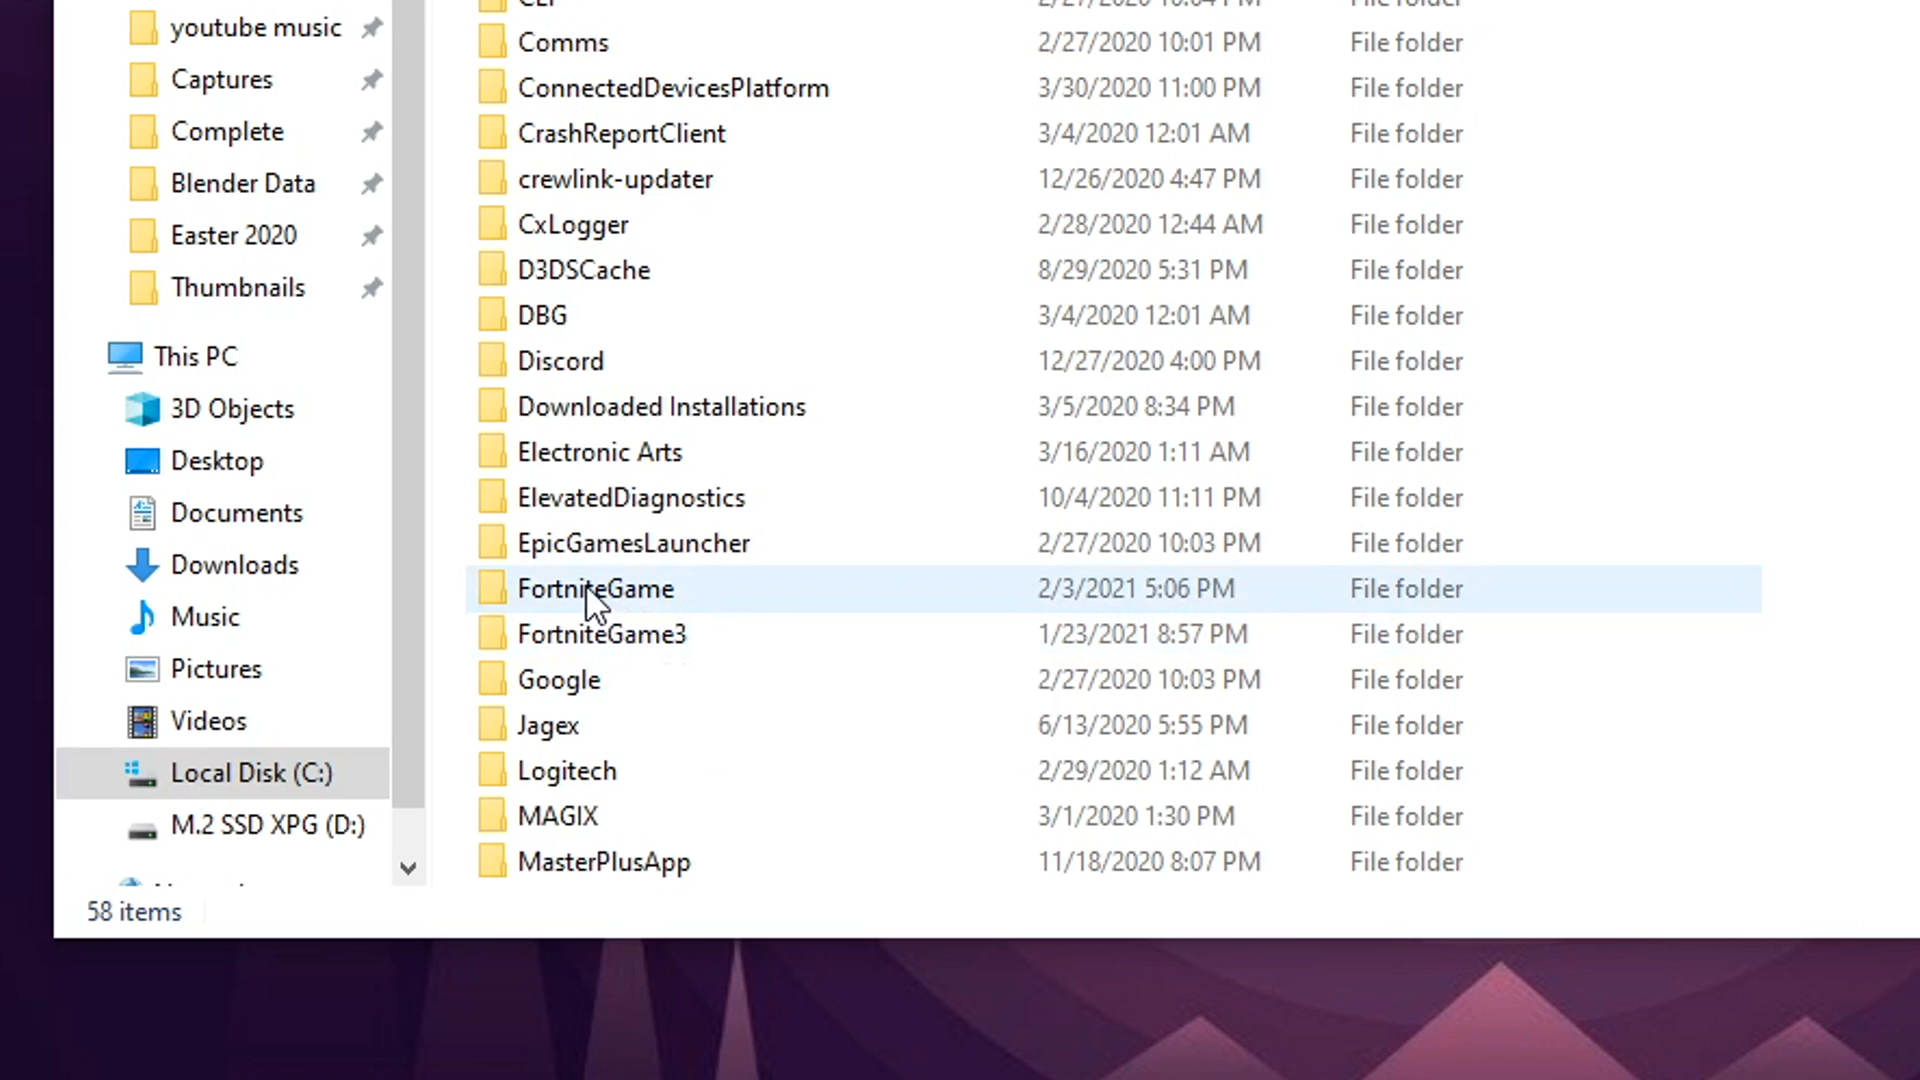 youtube music
Captures
Complete
Blender Data
Easter 2020
Thumbnails
This PC
3D Objects
Desktop
Documents
Downloads
Music
Pictures
Videos
Local Disk (C:)
M.2 SSD XPG (D:)
58 items
Comms 2/27/2020 10:01 PM File folder
ConnectedDevicesPlatform 3/30/2020 11:00 PM File folder
CrashReportClient 3/4/2020 12:01 AM File folder
crewlink-updater 12/26/2020 4:47 PM File folder
CxLogger 2/28/2020 12:44 AM File folder
D3DSCache 8/29/2020 5:31 PM File folder
DBG 3/4/2020 12:01 AM File folder
Discord 12/27/2020 4:00 PM File folder
Downloaded Installations 3/5/2020 8:34 PM File folder
Electronic Arts 3/16/2020 1:11 AM File folder
ElevatedDiagnostics 10/4/2020 11:11 PM File folder
EpicGamesLauncher 2/27/2020 10:03 PM File folder
FortniteGame 2/3/2021 5:06 PM File folder
FortniteGame3 1/23/2021 8:57 PM File folder
Google 2/27/2020 10:03 PM File folder
Jagex 6/13/2020 5:55 PM File folder
Logitech 2/29/2020 1:12 AM File folder
MAGIX 3/1/2020 1:30 PM File folder
MasterPlusApp 11/18/2020 8:07 PM File folder